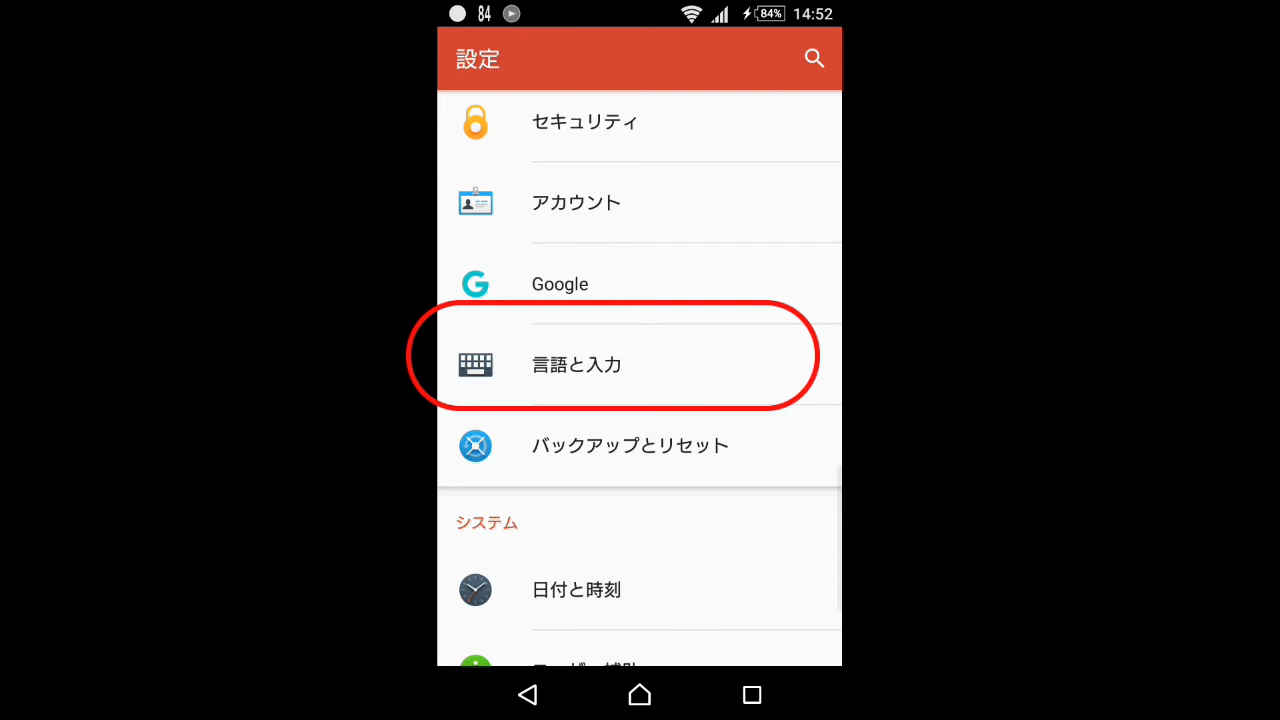 84 84% 14:52
設定
セキュリティ
アカウント
Google
言語と入力
バックアップとリセット
システム
日付と時刻